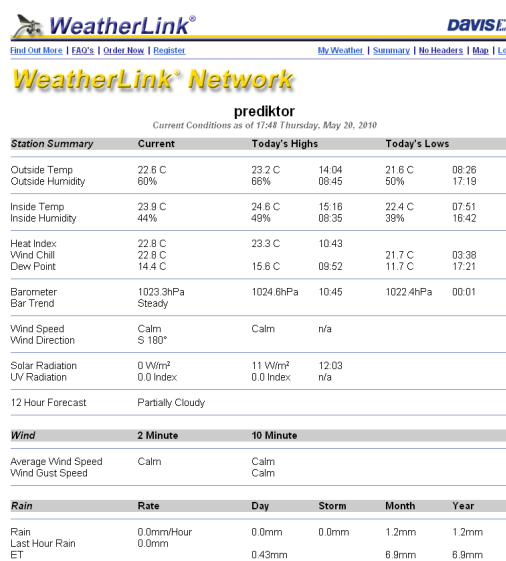 WeatherLink®
DAVIS
Find Out More | FAQ's | Order Now | Register My Weather | Summary | No Headers | Map |
WeatherLink® Network
prediktor
Current Conditions as of 17:48 Thursday, May 20, 2010
Station Summary Current Today's Highs Today's Lows
Outside Temp 22.6 C 23.2 C 14:04 21.6 C 08:26
Outside Humidity 60% 66% 08:45 50% 17:19
Inside Temp 23.9 C 24.6 C 15:16 22.4 C 07:51
Inside Humidity 44% 49% 08:35 39% 16:42
Heat Index 22.8 C 23.3 C 10:43
Wind Chill 22.8 C 21.7 C 03:38
Dew Point 14.4 C 15.6 C 09:52 11.7 C 17:21
Barometer 1023.3hPa 1024.6hPa 10:45 1022.4hPa 00:01
Bar Trend Steady
Wind Speed Calm Calm n/a
Wind Direction S 180°
Solar Radiation 0 W/m² 11 W/m² 12:03
UV Radiation 0.0 Index 0.0 Index n/a
12 Hour Forecast Partially Cloudy
Wind 2 Minute 10 Minute
Average Wind Speed Calm Calm
Wind Gust Speed Calm
Rain Rate Day Storm Month Year
Rain 0.0mm/Hour 0.0mm 0.0mm 1.2mm 1.2mm
Last Hour Rain 0.0mm
ET 0.43mm 6.9mm 6.9mm